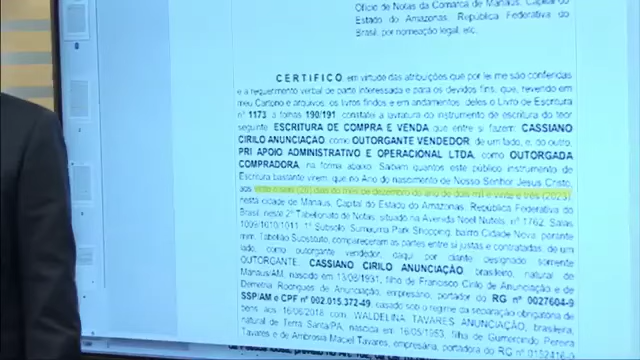 Ofício de Notas da Comarca de Manaus, Capital do
Estado do Amazonas, República Federativa do
Brasil, por nomeação legal, etc.
CERTIFICO em virtude das atribuições que por lei me são conferidas
e a requerimento verbal de parte interessada e para os devidos fins, que, revendo em
meu Cartório e arquivos, os livros findos e em andamentos, deles o Livro de Escritura
nº 1173 a folhas 190/191, constatei a lavratura do instrumento de escritura do teor
seguinte ESCRITURA DE COMPRA E VENDA que entre si fazem: CASSIANO
CIRILO ANUNCIAÇÃO como OUTORGANTE VENDEDOR de um lado, e, do outro,
PRI APOIO ADMINISTRATIVO E OPERACIONAL LTDA, como OUTORGADA
COMPRADORA, na forma abaixo. Saibam quantos este público instrumento de
Escritura bastante virem, que no Ano do nascimento de Nosso Senhor Jesus Cristo,
aos vinte e seis (26) dias do mês de dezembro do ano de dois mil e vinte e três (2023),
nesta cidade de Manaus, Capital do Estado do Amazonas, República Federativa do
Brasil, neste 2º Tabelionato de Notas, situado na Avenida Noel Nutels, nº 1762, Salas
1009/1010/1011, 1º Subsolo, Sumaúma Park Shopping, bairro Cidade Nova, perante
mim, Tabelião Substituto, compareceram as partes entre si justas e contratadas, de um
lado, como outorgante vendedor, daqui por diante designado somente
OUTORGANTE, CASSIANO CIRILO ANUNCIAÇÃO, brasileiro, natural de
Manaus/AM, nascido em 13/08/1931, filho de Francisco Cirilo de Anunciação e de
Demetria Rodrigues de Anunciação, empresário, portador do RG nº 0027604-9
SSP/AM e CPF nº 002.015.372-49, casado sob o regime da separação obrigatória de
bens aos 16/06/2018 com WALDELINA TAVARES ANUNCIAÇÃO, brasileira,
natural de Terra Santa/PA, nascida em 16/05/1953, filha de Gumercindo Pereira
Tavares e de Ambrosia Maciel Tavares, empresária, portadora do RG nº 0132416-0